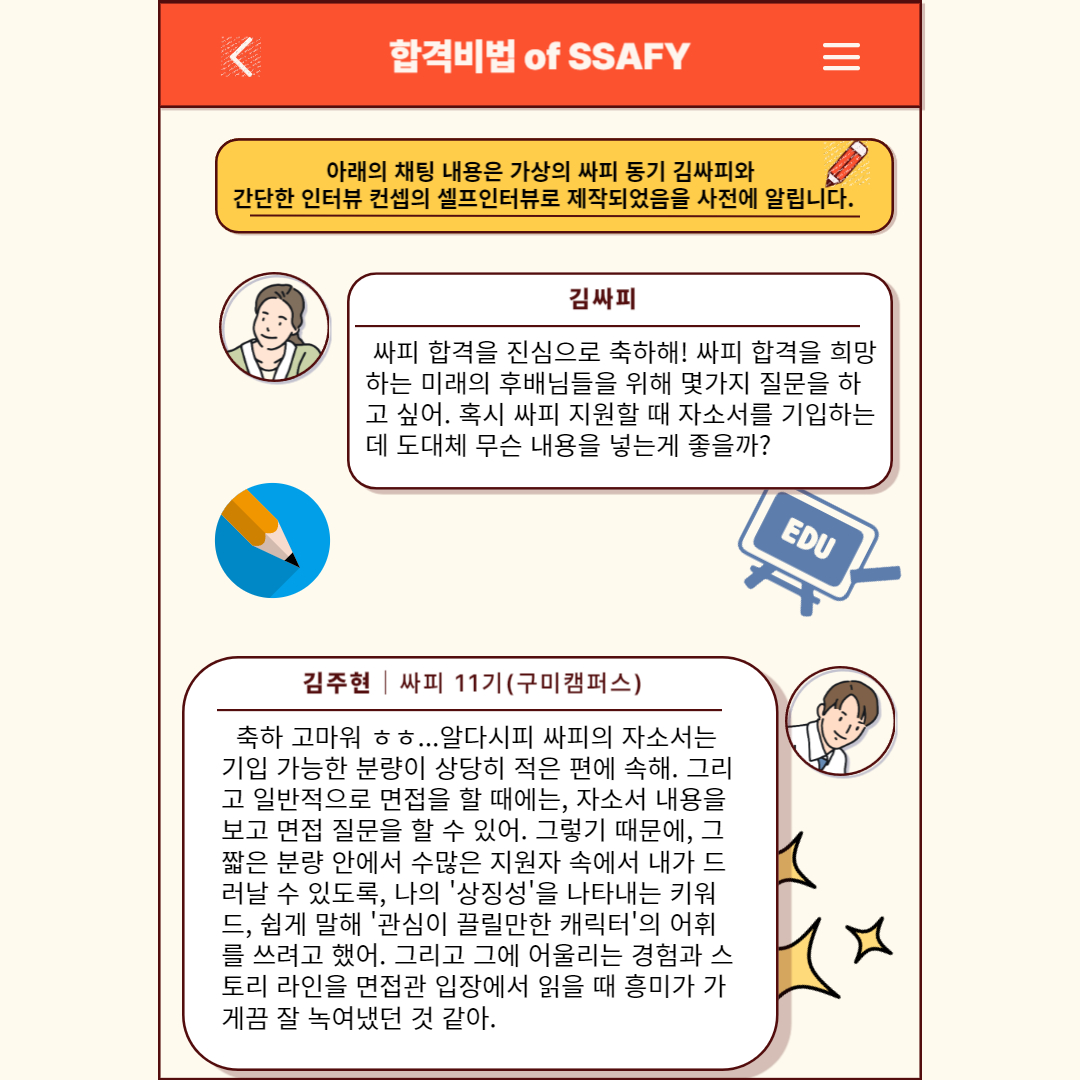 합격비법 of SSAFY
아래의 채팅 내용은 가상의 싸피 동기 김싸피와
간단한 인터뷰 컨셉의 셀프인터뷰로 제작되었음을 사전에 알립니다.
김싸피
싸피 합격을 진심으로 축하해! 싸피 합격을 희망
하는 미래의 후배님들을 위해 몇가지 질문을 하
고 싶어. 혹시 싸피 지원할 때 자소서를 기입하는
데 도대체 무슨 내용을 넣는게 좋을까?
EDU
김주현 | 싸피 11기(구미캠퍼스)
축하 고마워 ㅎㅎ...알다시피 싸피의 자소서는
기입 가능한 분량이 상당히 적은 편에 속해. 그리
고 일반적으로 면접을 할 때에는, 자소서 내용을
보고 면접 질문을 할 수 있어. 그렇기 때문에, 그
짧은 분량 안에서 수많은 지원자 속에서 내가 드
러날 수 있도록, 나의 '상징성'을 나타내는 키워
드, 쉽게 말해 '관심이 끌릴만한 캐릭터'의 어휘
를 쓰려고 했어. 그리고 그에 어울리는 경험과 스
토리 라인을 면접관 입장에서 읽을 때 흥미가 가
게끔 잘 녹여냈던 것 같아.